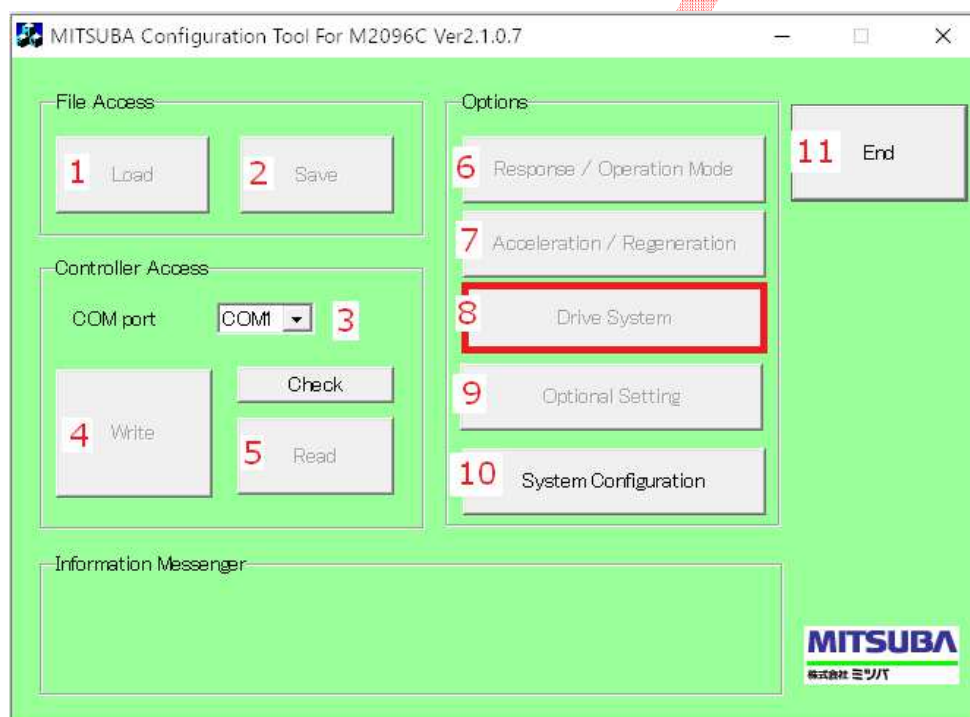 MITSUBA Configuration Tool For M2096C Ver2.1.0.7
File Access
1 Load
2 Save
Controller Access
COM port COM1 3
Check
4 Write
5 Read
Options
6 Response / Operation Mode
7 Acceleration / Regeneration
8 Drive System
9 Optional Setting
10 System Configuration
11 End
Information Messenger
MITSUBA
株式会社 ミツバ